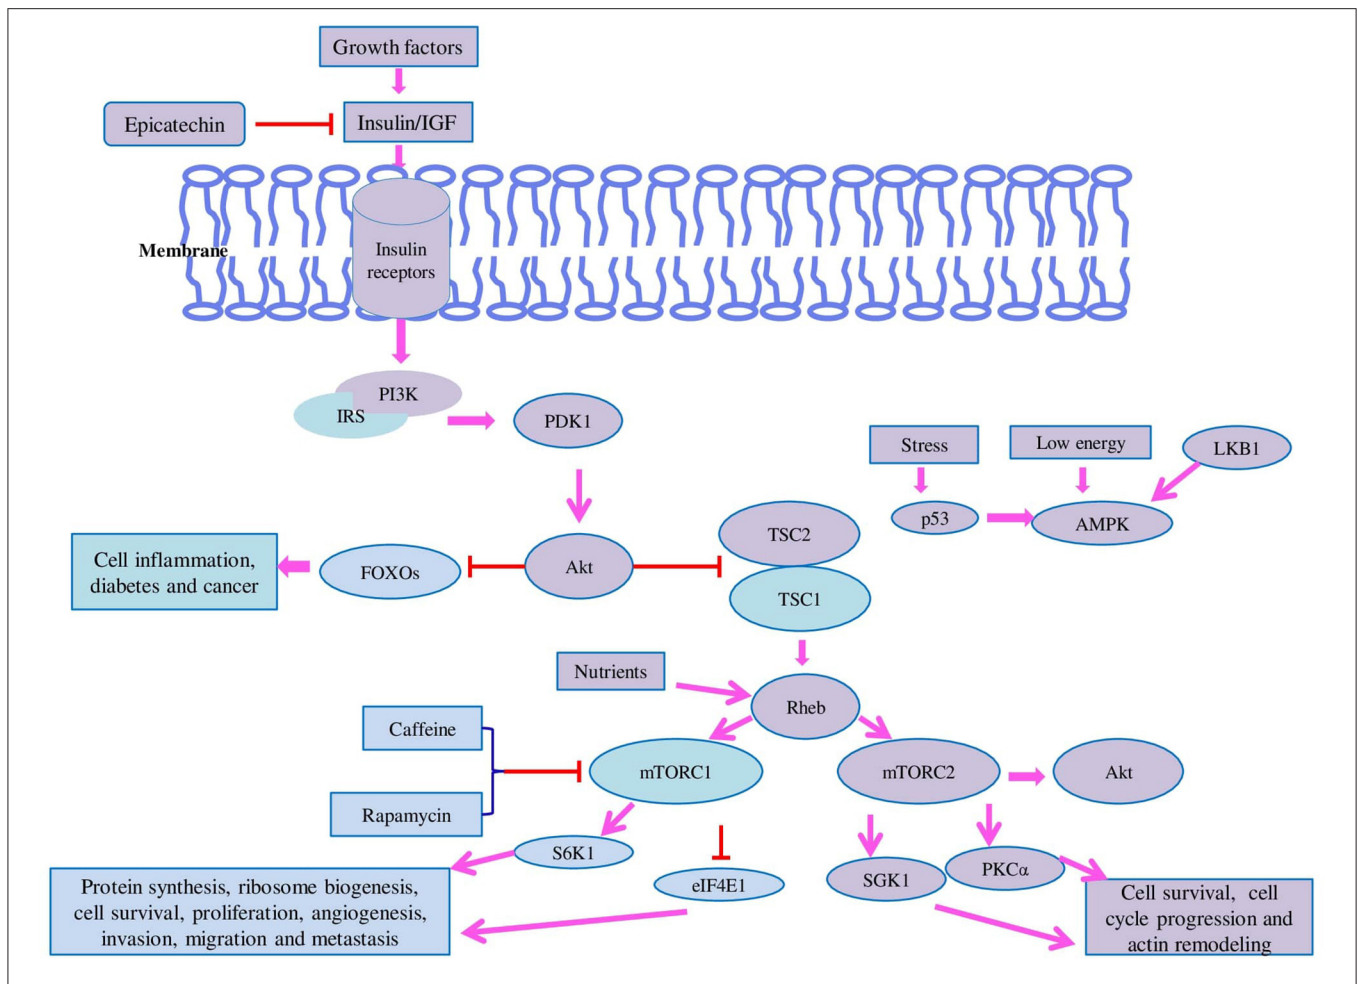 Growth factors
Epicatechin
Insulin/IGF
Membrane
Insulin
receptors
PI3K
IRS
PDK1
Stress
Low energy
LKB1
p53
AMPK
TSC2
Cell inflammation,
diabetes and cancer
FOXOs
Akt
TSC1
Nutrients
Rheb
Caffeine
mTORC1
mTORC2
Akt
Rapamycin
S6K1
eIF4E1
SGK1
PKCα
Protein synthesis, ribosome biogenesis,
cell survival, proliferation, angiogenesis,
invasion, migration and metastasis
Cell survival, cell
cycle progression and
actin remodeling